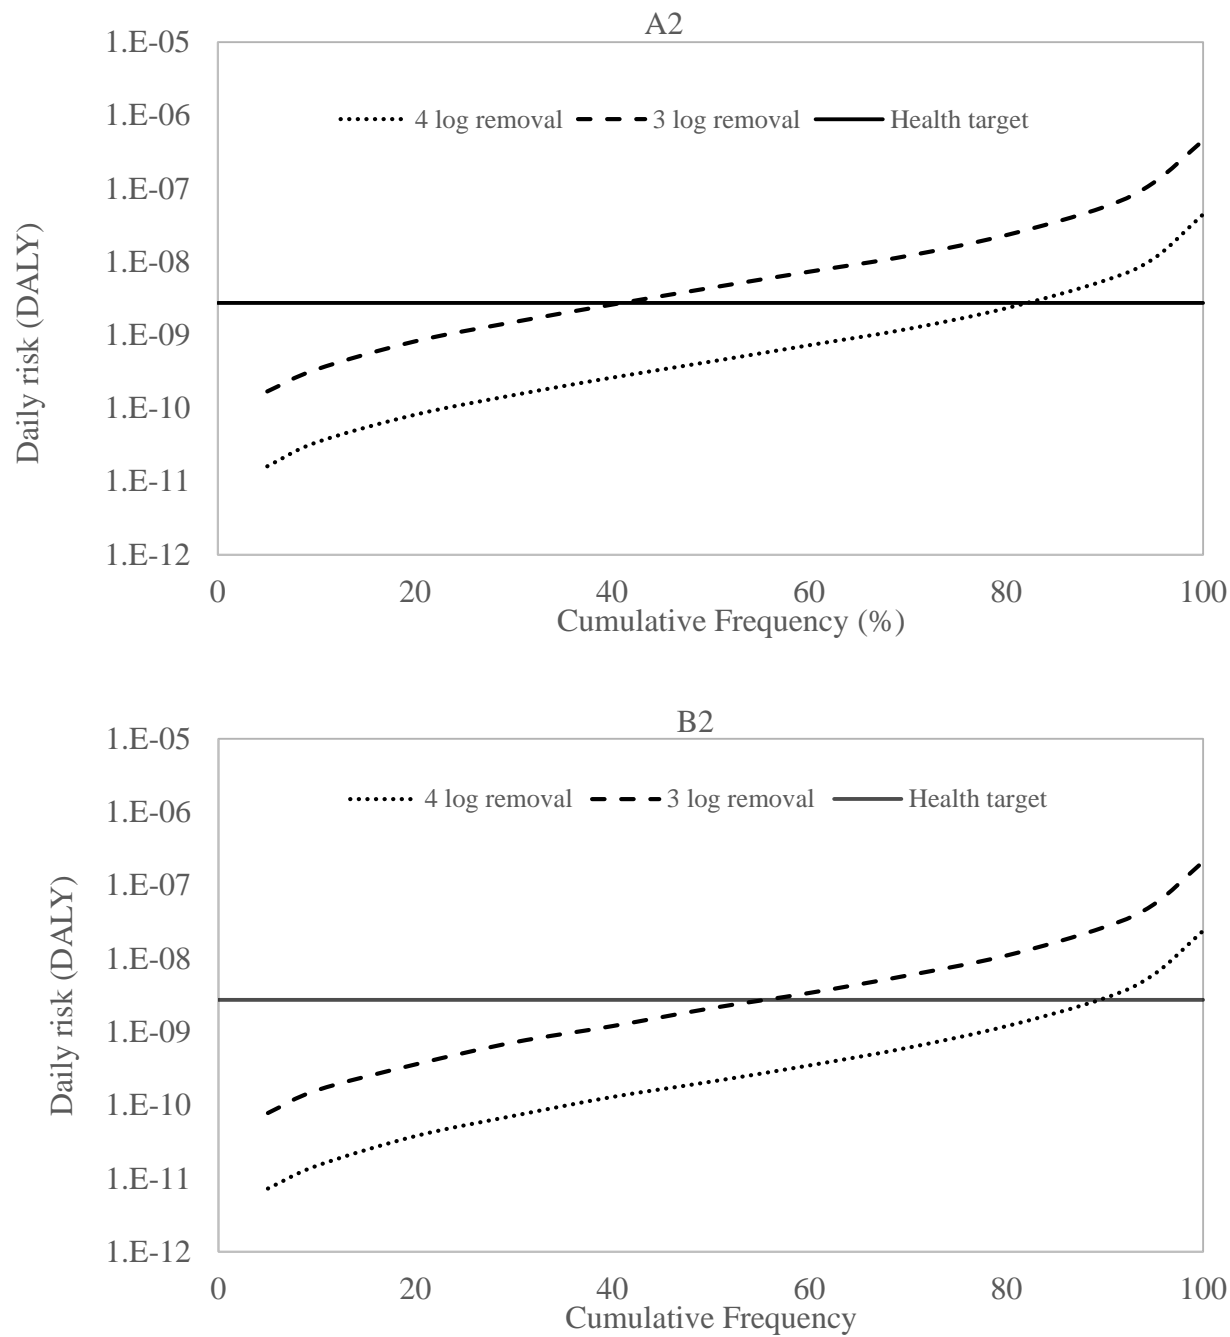 A2
1.E-05
1.E-06
1.E-07
1.E-08
1.E-09
1.E-10
1.E-11
1.E-12
4 log removal 3 log removal Health target
Daily risk (DALY)
0 20 40 60 80 100
Cumulative Frequency (%)
B2
1.E-05
1.E-06
1.E-07
1.E-08
1.E-09
1.E-10
1.E-11
1.E-12
4 log removal 3 log removal Health target
Daily risk (DALY)
0 20 40 60 80 100
Cumulative Frequency